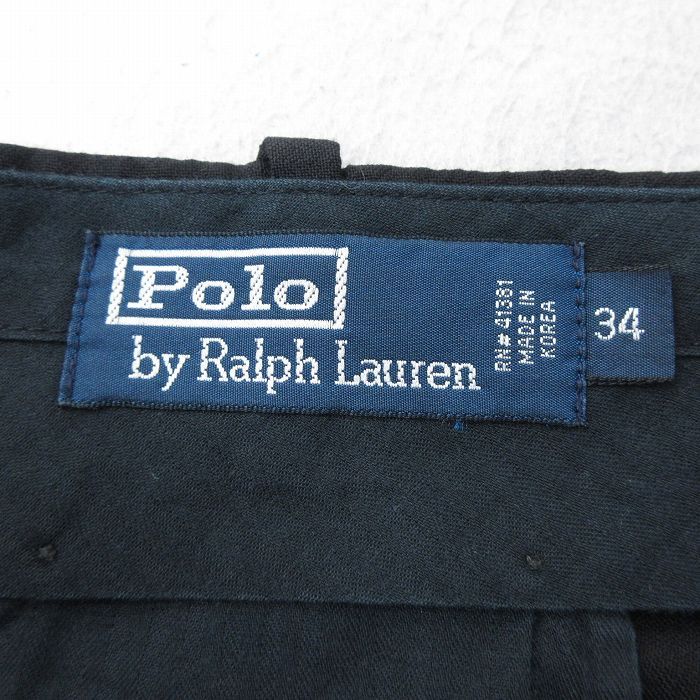 Polo
by Ralph Lauren
RN# 41381
MADE IN
KOREA
34